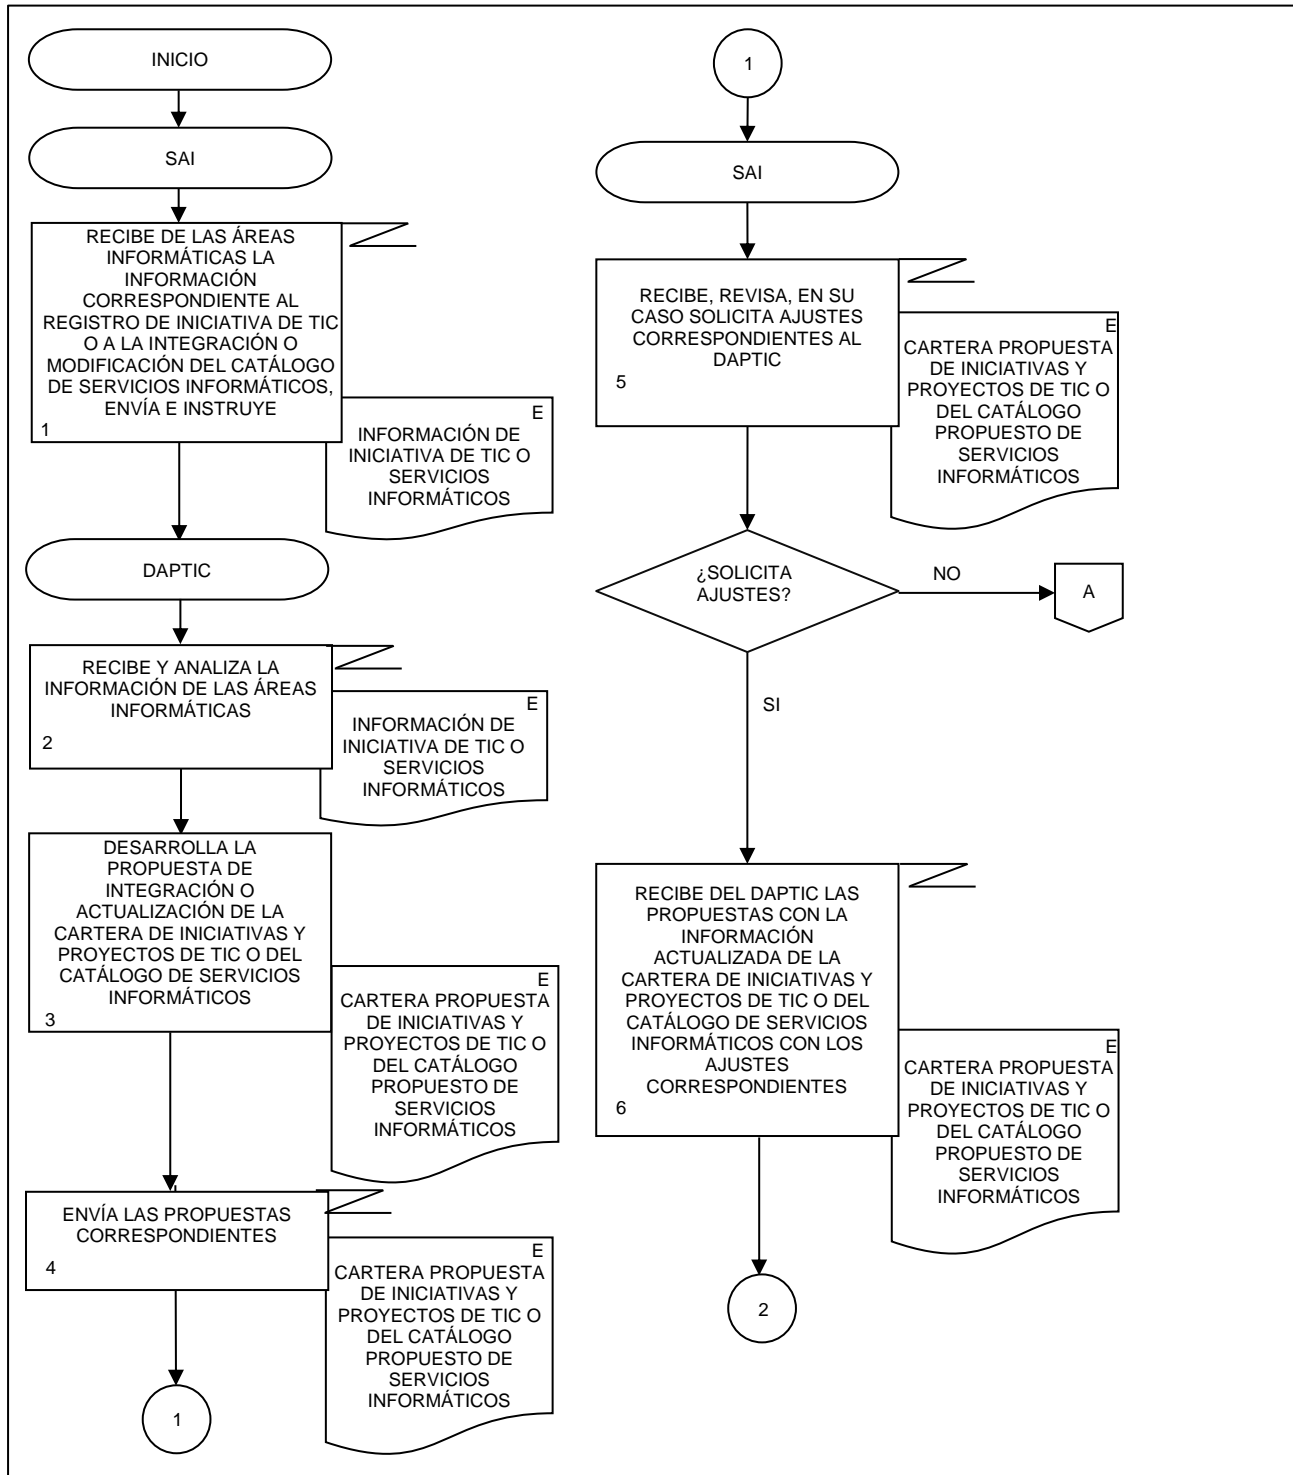 INICIO
SAI
RECIBE DE LAS ÁREAS
INFORMÁTICAS LA
INFORMACIÓN
CORRESPONDIENTE AL
REGISTRO DE INICIATIVA DE TIC
O A LA INTEGRACIÓN O
MODIFICACIÓN DEL CATÁLOGO
DE SERVICIOS INFORMÁTICOS,
ENVÍA E INSTRUYE
1
E
INFORMACIÓN DE
INICIATIVA DE TIC O
SERVICIOS
INFORMÁTICOS
DAPTIC
RECIBE Y ANALIZA LA
INFORMACIÓN DE LAS ÁREAS
INFORMÁTICAS
2
E
INFORMACIÓN DE
INICIATIVA DE TIC O
SERVICIOS
INFORMÁTICOS
DESARROLLA LA
PROPUESTA DE
INTEGRACIÓN O
ACTUALIZACIÓN DE LA
CARTERA DE INICIATIVAS Y
PROYECTOS DE TIC O DEL
CATÁLOGO DE SERVICIOS
INFORMÁTICOS
3
E
CARTERA PROPUESTA
DE INICIATIVAS Y
PROYECTOS DE TIC O
DEL CATÁLOGO
PROPUESTO DE
SERVICIOS
INFORMÁTICOS
ENVÍA LAS PROPUESTAS
CORRESPONDIENTES
4
E
CARTERA PROPUESTA
DE INICIATIVAS Y
PROYECTOS DE TIC O
DEL CATÁLOGO
PROPUESTO DE
SERVICIOS
INFORMÁTICOS
1
1
SAI
RECIBE, REVISA, EN SU
CASO SOLICITA AJUSTES
CORRESPONDIENTES AL
DAPTIC
5
E
CARTERA PROPUESTA
DE INICIATIVAS Y
PROYECTOS DE TIC O
DEL CATÁLOGO
PROPUESTO DE
SERVICIOS
INFORMÁTICOS
¿SOLICITA
AJUSTES?
NO
A
SI
RECIBE DEL DAPTIC LAS
PROPUESTAS CON LA
INFORMACIÓN
ACTUALIZADA DE LA
CARTERA DE INICIATIVAS Y
PROYECTOS DE TIC O DEL
CATÁLOGO DE SERVICIOS
INFORMÁTICOS CON LOS
AJUSTES
CORRESPONDIENTES
6
E
CARTERA PROPUESTA
DE INICIATIVAS Y
PROYECTOS DE TIC O
DEL CATÁLOGO
PROPUESTO DE
SERVICIOS
INFORMÁTICOS
2